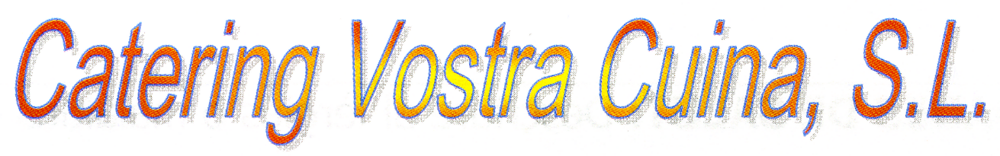 Catering Vostra Cuina, S.L.